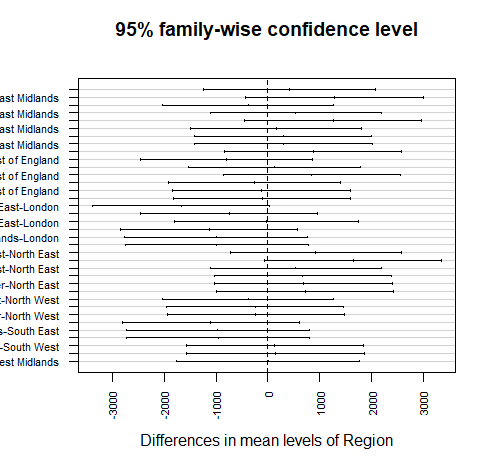 95% family-wise confidence level
ast Midlands
ast Midlands
ast Midlands
ast Midlands
st of England
st of England
st of England
East-London
East-London
nds-London
st-North East
st-North East
r-North East
t-North West
r-North West
s-South East
-South West
est Midlands
-3000 -2000 -1000 0 1000 2000 3000
Differences in mean levels of Region